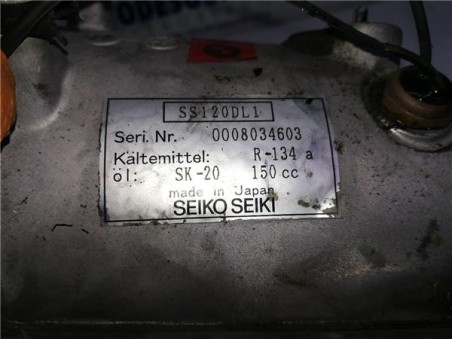 SS120DL1
Seri. Nr. 0008034603
Kältemittel: R-134 a
öl: SK-20 150 cc
made in Japan
SEIKO SEIKI